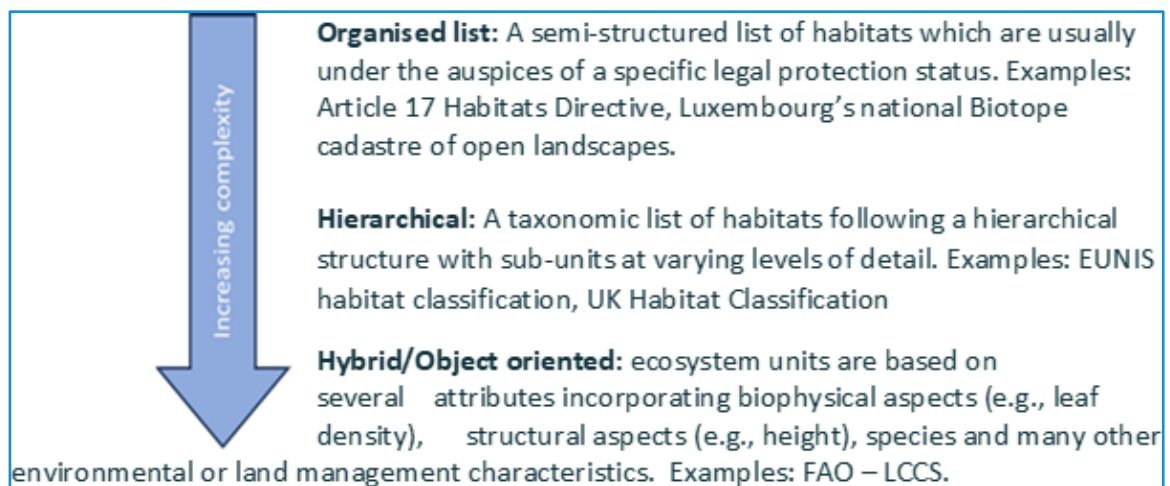 Increasing complexity
Organised list: A semi-structured list of habitats which are usually
under the auspices of a specific legal protection status. Examples:
Article 17 Habitats Directive, Luxembourg's national Biotope
cadastre of open landscapes.
Hierarchical: A taxonomic list of habitats following a hierarchical
structure with sub-units at varying levels of detail. Examples: EUNIS
habitat classification, UK Habitat Classification
Hybrid/Object oriented: ecosystem units are based on
several attributes incorporating biophysical aspects (e.g., leaf
density), structural aspects (e.g., height), species and many other
environmental or land management characteristics. Examples: FAO – LCCS.